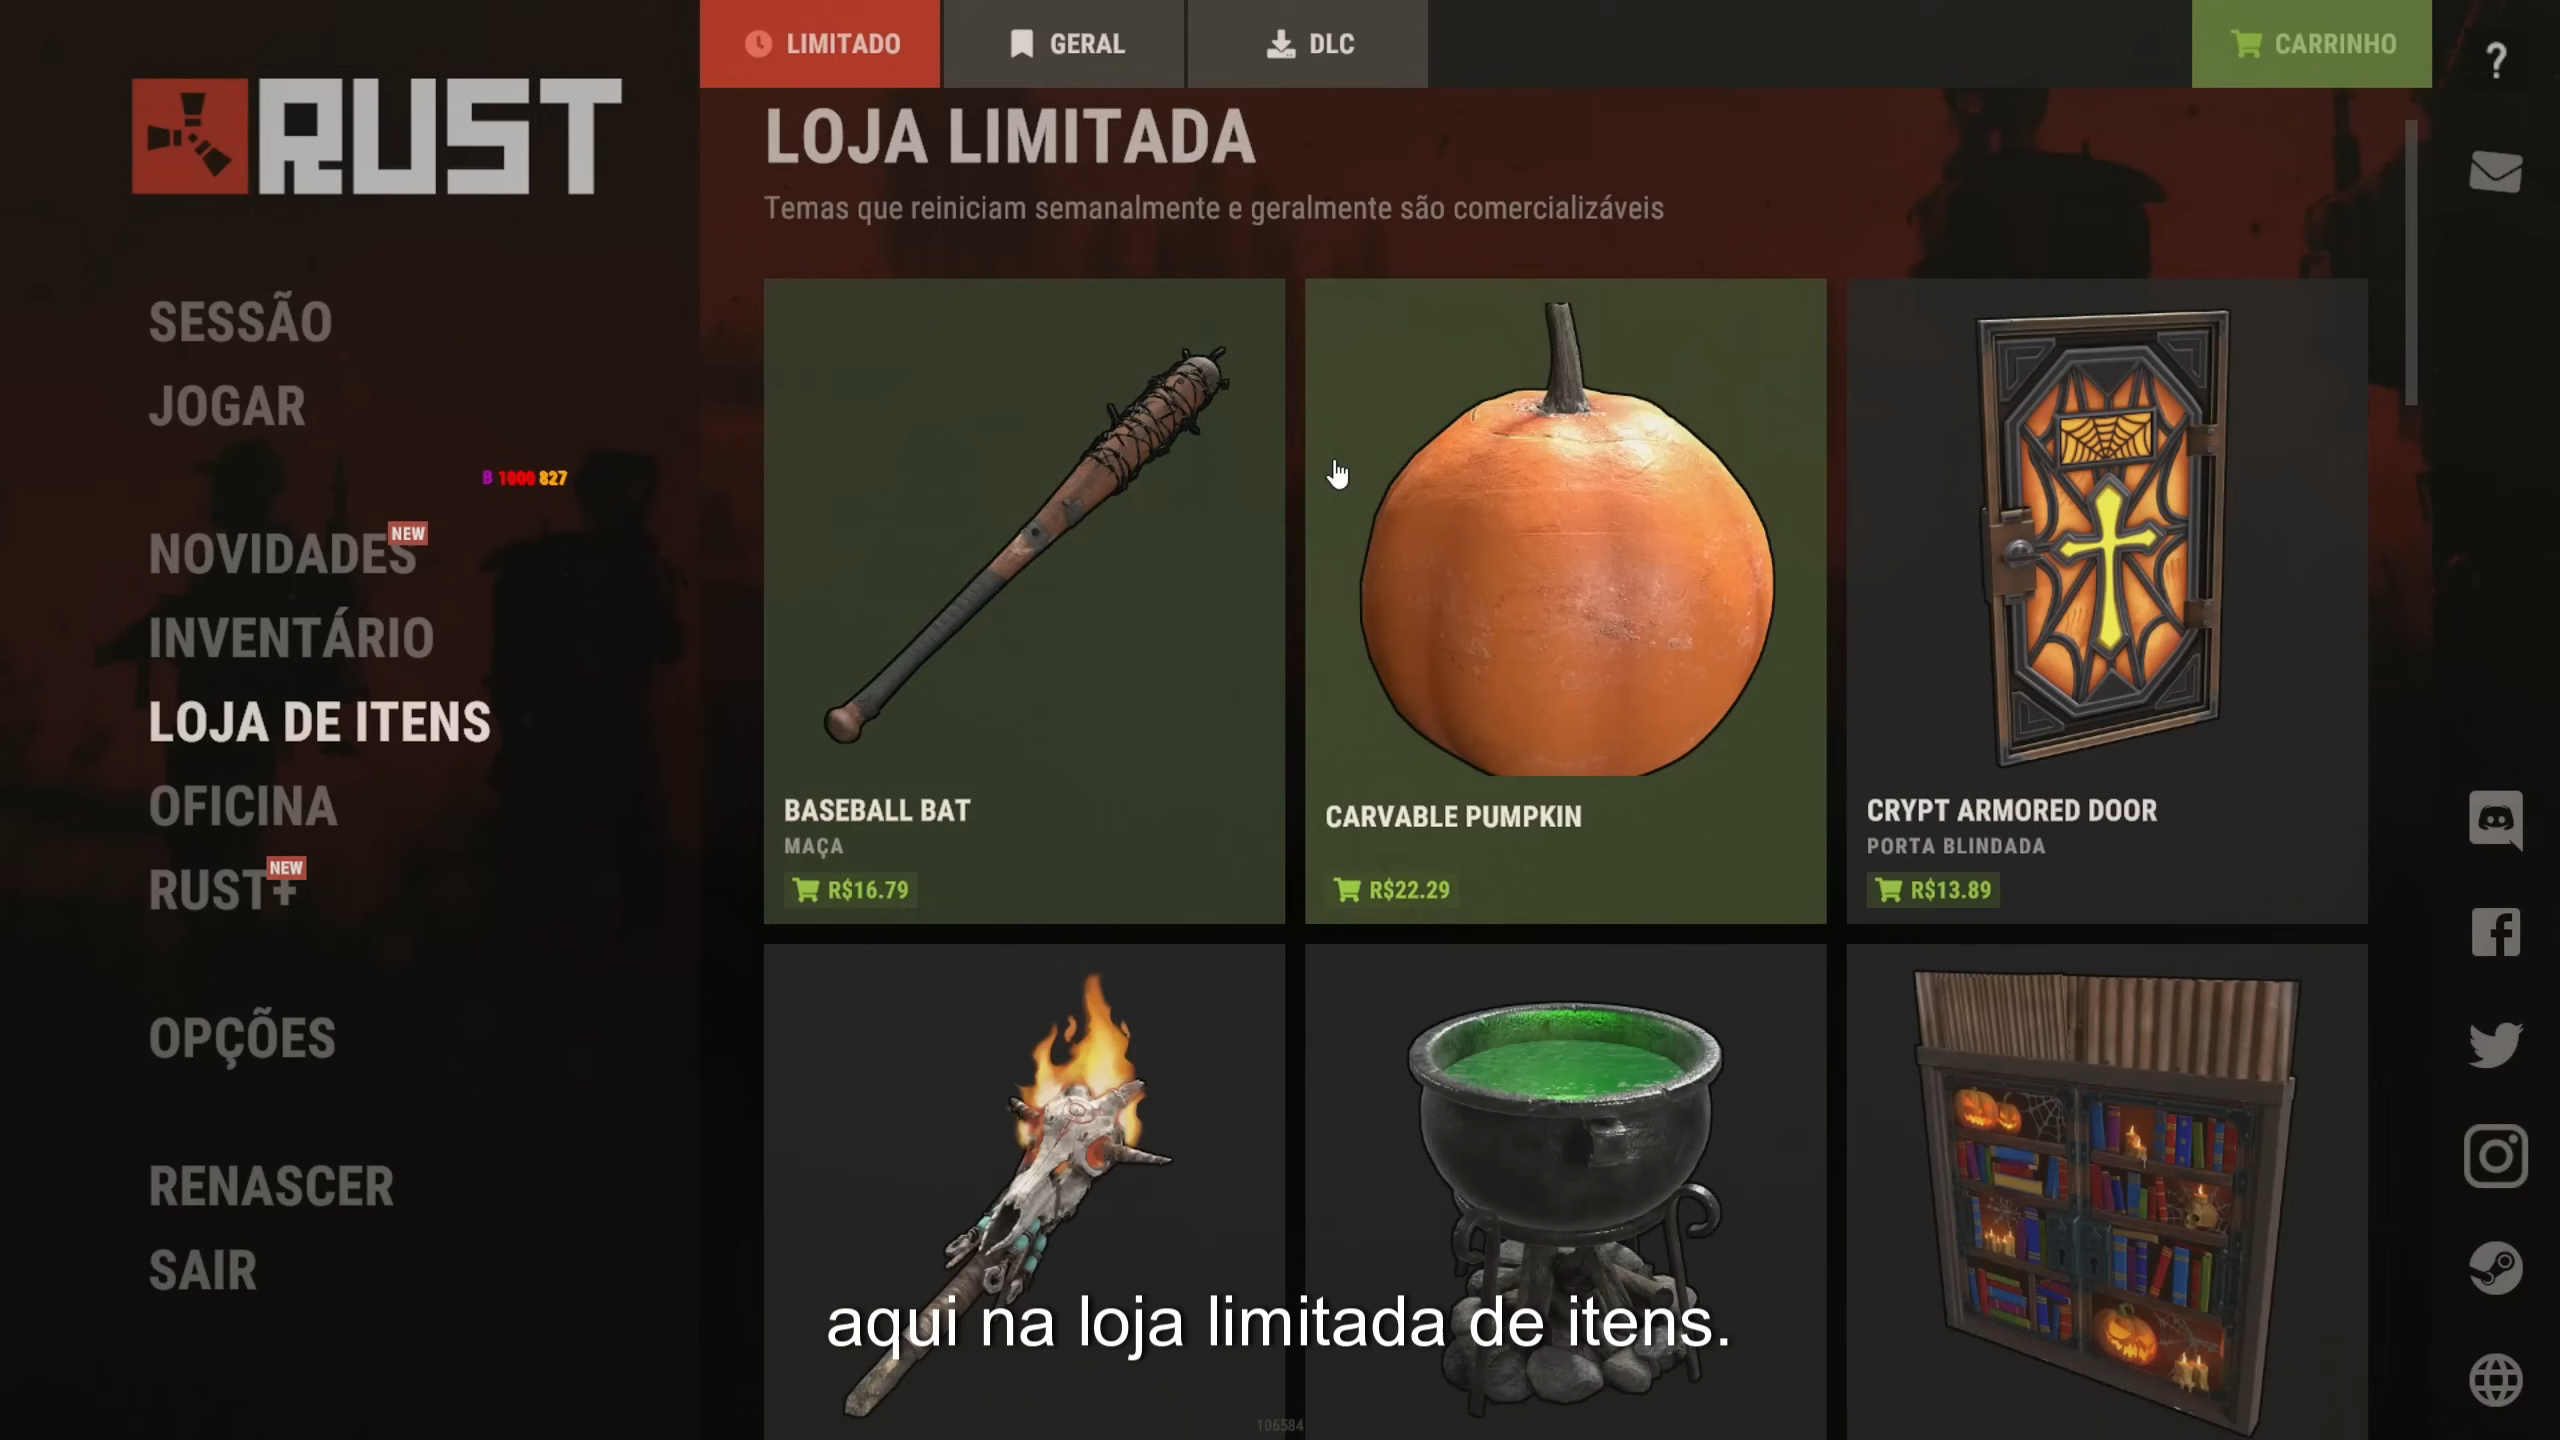 LIMITADO
GERAL
DLC
CARRINHO
?
RUST
LOJA LIMITADA
Temas que reiniciam semanalmente e geralmente são comercializáveis
SESSÃO
JOGAR
B 1000 827
NOVIDADES NEW
INVENTÁRIO
LOJA DE ITENS
OFICINA
RUST+ NEW
OPÇÕES
RENASCER
SAIR
BASEBALL BAT
MAÇA
R$16.79
CARVABLE PUMPKIN
R$22.29
CRYPT ARMORED DOOR
PORTA BLINDADA
R$13.89
aqui na loja limitada de itens.
106584